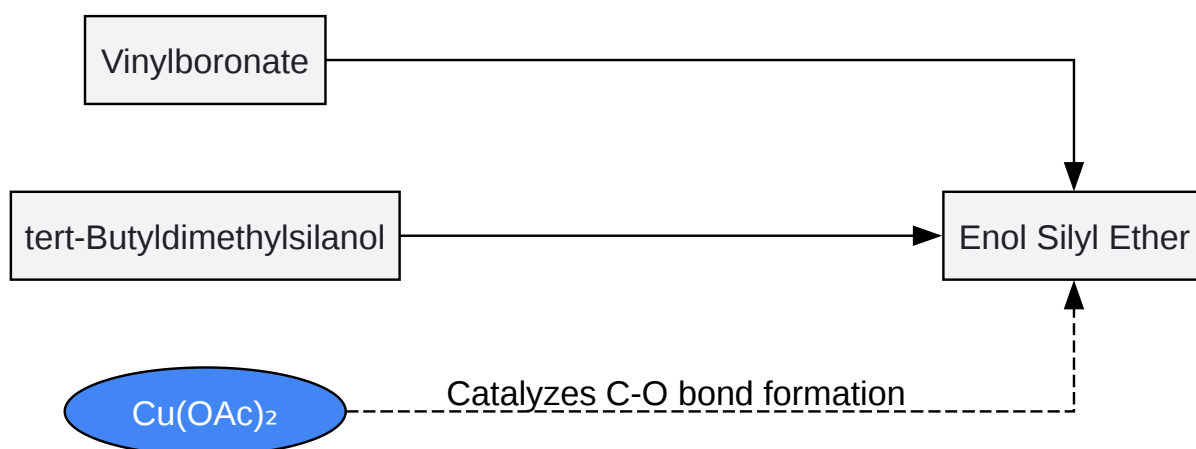 Vinylboronate
tert-Butyldimethylsilanol
Enol Silyl Ether
Catalyzes C-O bond formation
Cu(OAc)₂